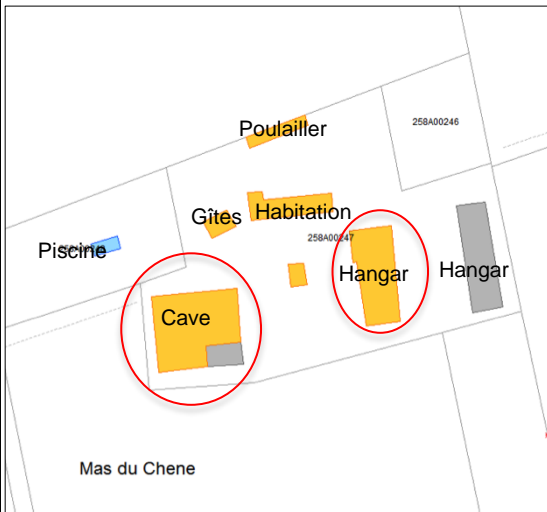 258A00246
Poulailler
Gîtes
Habitation
258A00247
Piscine
Hangar
Hangar
Cave
Mas du Chene